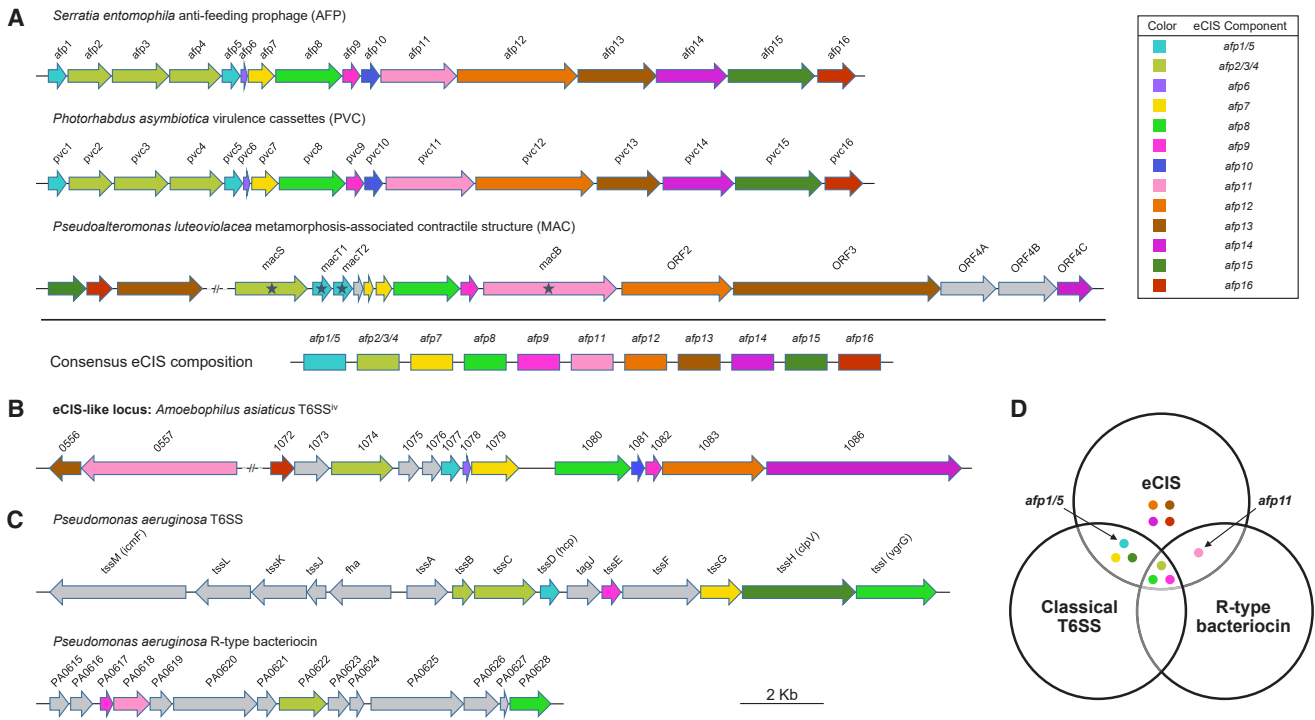 A
Serratia entomophila anti-feeding prophage (AFP)
afp1 afp2 afp3 afp4 afp5 afp6 afp7 afp8 afp9 afp10 afp11 afp12 afp13 afp14 afp15 afp16
Photorhabdus asymbiotica virulence cassettes (PVC)
pvc1 pvc2 pvc3 pvc4 pvc5 pvc6 pvc7 pvc8 pvc9 pvc10 pvc11 pvc12 pvc13 pvc14 pvc15 pvc16
Pseudoalteromonas luteoviolacea metamorphosis-associated contractile structure (MAC)
macS macT1 macT2 macB ORF2 ORF3 ORF4A ORF4B ORF4C
-//-
Consensus eCIS composition
afp1/5 afp2/3/4 afp7 afp8 afp9 afp11 afp12 afp13 afp14 afp15 afp16
Color eCIS Component
afp1/5
afp2/3/4
afp6
afp7
afp8
afp9
afp10
afp11
afp12
afp13
afp14
afp15
afp16
B
eCIS-like locus: Amoebophilus asiaticus T6SSiv
0556 0557 1072 1073 1074 1075 1076 1077 1078 1079 1080 1081 1082 1083 1086
-//-
C
Pseudomonas aeruginosa T6SS
tssM (icmF) tssL tssK tssJ fha tssA tssB tssC tssD (hcp) tagJ tssE tssF tssG tssH (clpV) tssI (vgrG)
Pseudomonas aeruginosa R-type bacteriocin
PA0615 PA0616 PA0617 PA0618 PA0619 PA0620 PA0621 PA0622 PA0623 PA0624 PA0625 PA0626 PA0627 PA0628
2 Kb
D
eCIS
afp1/5
afp11
Classical
T6SS
R-type
bacteriocin